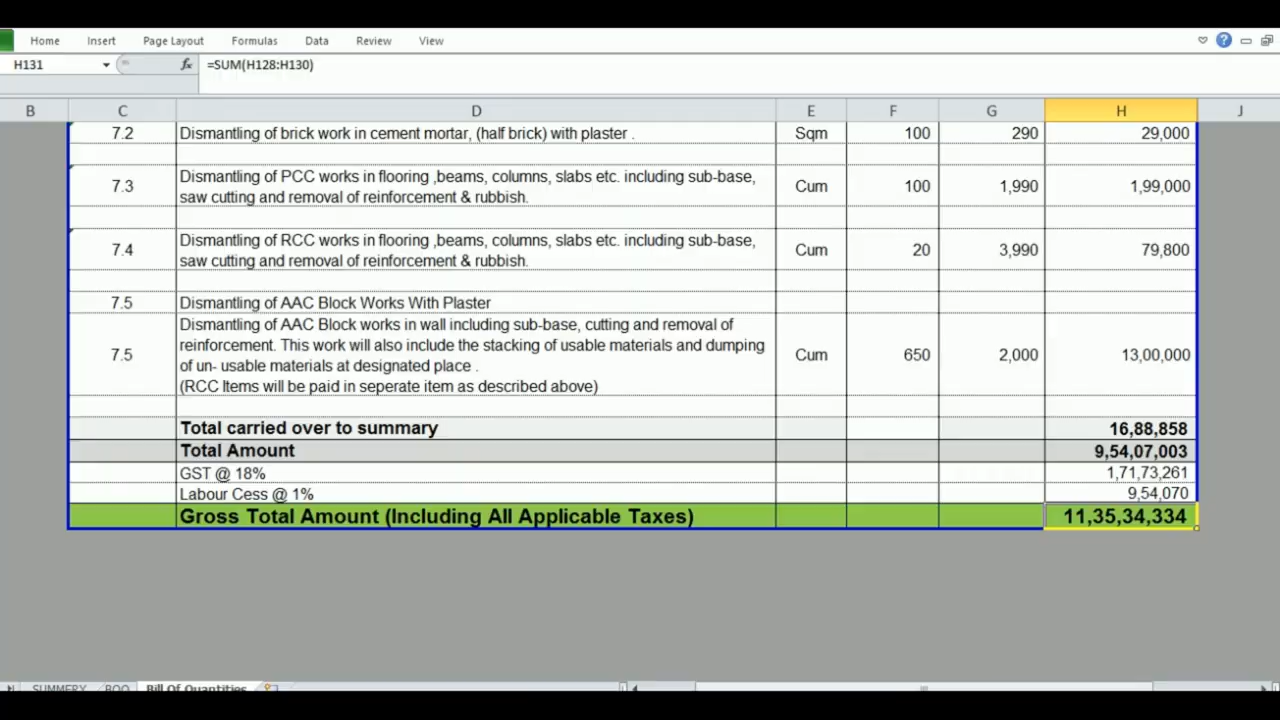 Home Insert Page Layout Formulas Data Review View
H131 fx =SUM(H128:H130)
B C D E F G H J
7.2 Dismantling of brick work in cement mortar, (half brick) with plaster . Sqm 100 290 29,000
Dismantling of PCC works in flooring ,beams, columns, slabs etc. including sub-base,
7.3 saw cutting and removal of reinforcement & rubbish. Cum 100 1,990 1,99,000
Dismantling of RCC works in flooring ,beams, columns, slabs etc. including sub-base,
7.4 saw cutting and removal of reinforcement & rubbish. Cum 20 3,990 79,800
7.5 Dismantling of AAC Block Works With Plaster
Dismantling of AAC Block works in wall including sub-base, cutting and removal of
reinforcement. This work will also include the stacking of usable materials and dumping
7.5 of un- usable materials at designated place . Cum 650 2,000 13,00,000
(RCC Items will be paid in seperate item as described above)
Total carried over to summary 16,88,858
Total Amount 9,54,07,003
GST @ 18% 1,71,73,261
Labour Cess @ 1% 9,54,070
Gross Total Amount (Including All Applicable Taxes) 11,35,34,334
SUMMERY BOQ Bill Of Quantities